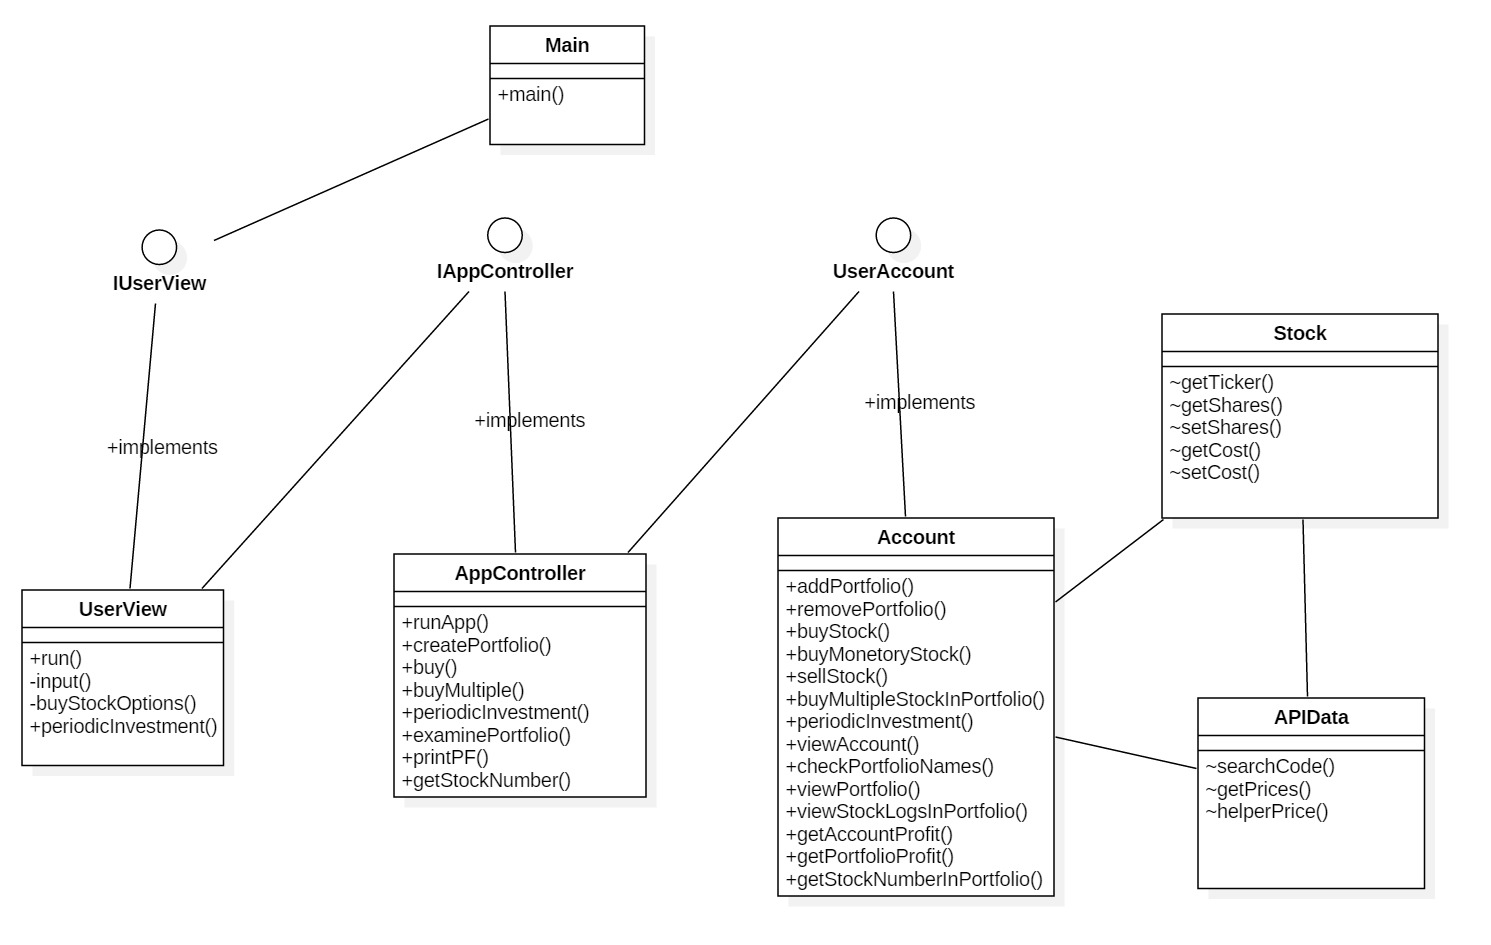 Main
+main()
IUserView
IAppController
UserAccount
+implements
+implements
+implements
Stock
~getTicker()
~getShares()
~setShares()
~getCost()
~setCost()
UserView
+run()
-input()
-buyStockOptions()
+periodicInvestment()
AppController
+runApp()
+createPortfolio()
+buy()
+buyMultiple()
+periodicInvestment()
+examinePortfolio()
+printPF()
+getStockNumber()
Account
+addPortfolio()
+removePortfolio()
+buyStock()
+buyMonetoryStock()
+sellStock()
+buyMultipleStockInPortfolio()
+periodicInvestment()
+viewAccount()
+checkPortfolioNames()
+viewPortfolio()
+viewStockLogsInPortfolio()
+getAccountProfit()
+getPortfolioProfit()
+getStockNumberInPortfolio()
APIData
~searchCode()
~getPrices()
~helperPrice()